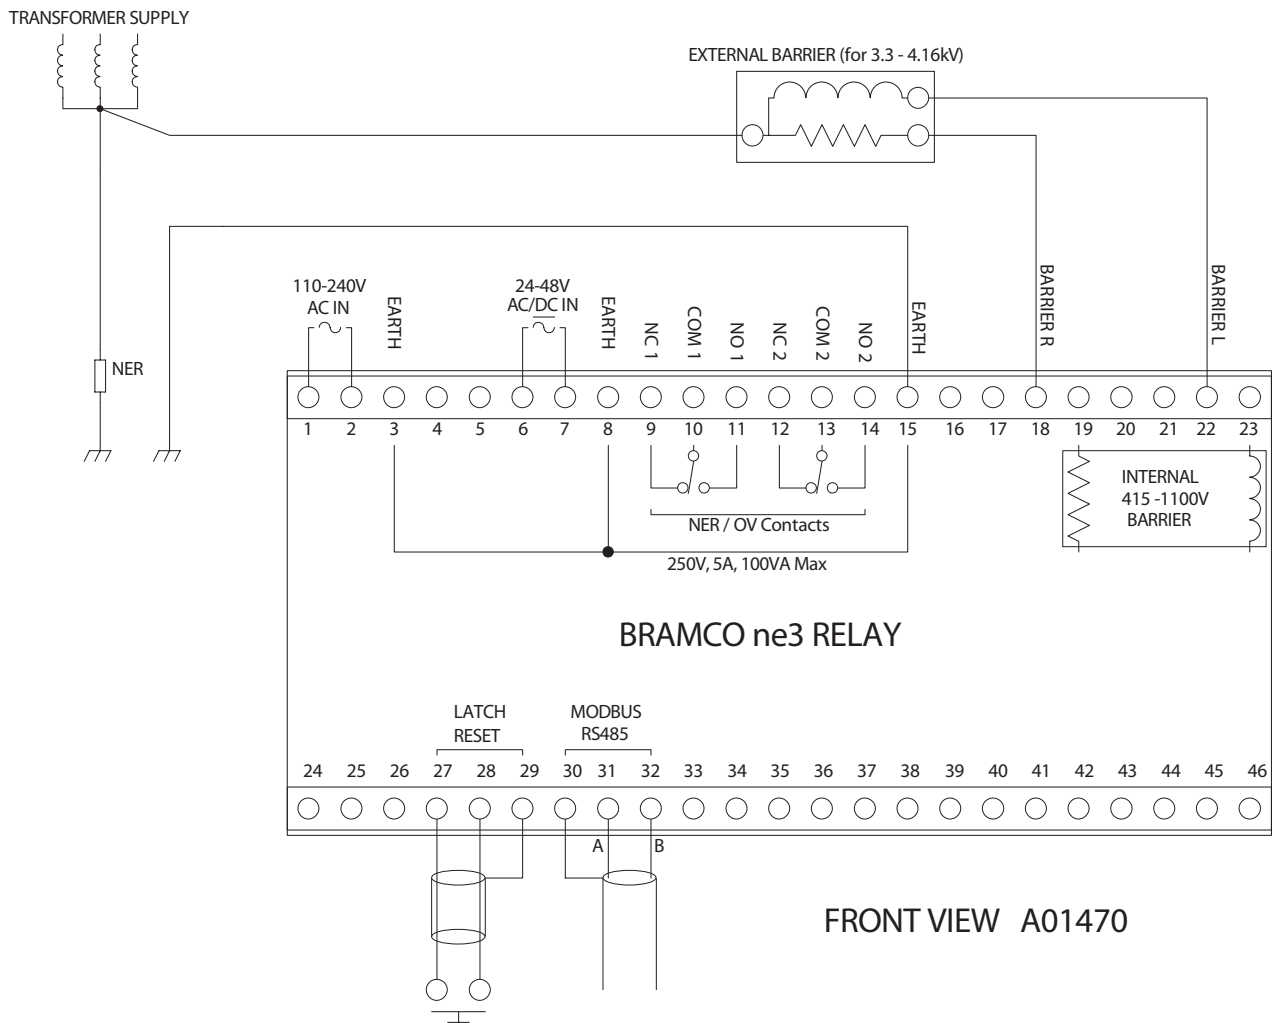 TRANSFORMER SUPPLY
EXTERNAL BARRIER (for 3.3 - 4.16kV)
110-240V
AC IN
EARTH
24-48V
AC/DC IN
EARTH
NC 1
COM 1
NO 1
NC 2
COM 2
NO 2
EARTH
BARRIER R
BARRIER L
NER
1 2 3 4 5 6 7 8 9 10 11 12 13 14 15 16 17 18 19 20 21 22 23
INTERNAL
415 -1100V
BARRIER
NER / OV Contacts
250V, 5A, 100VA Max
BRAMCO ne3 RELAY
LATCH
RESET
MODBUS
RS485
24 25 26 27 28 29 30 31 32 33 34 35 36 37 38 39 40 41 42 43 44 45 46
A B
FRONT VIEW A01470